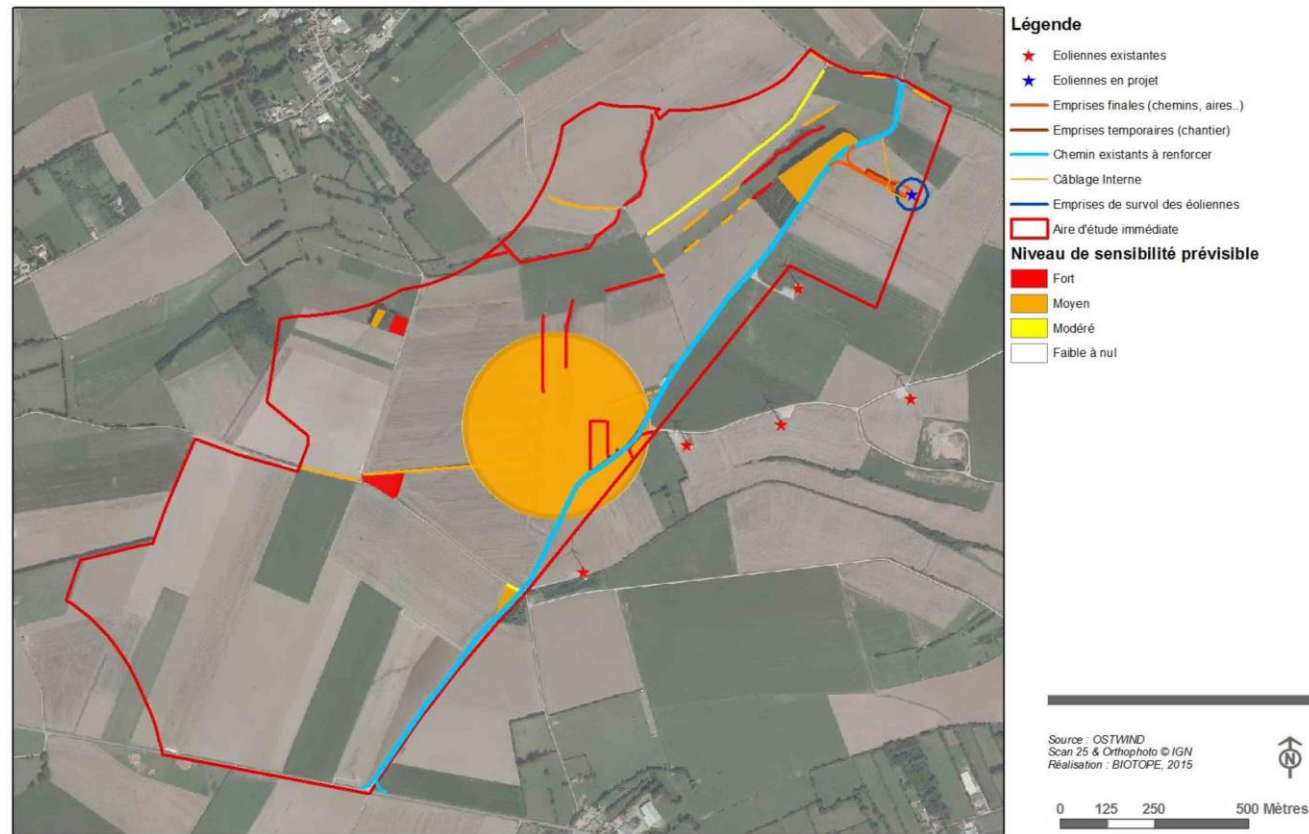 Légende
Eoliennes existantes
Eoliennes en projet
Emprises finales (chemins, aires..)
Emprises temporaires (chantier)
Chemin existants à renforcer
Câblage Interne
Emprises de survol des éoliennes
Aire d'étude immédiate
Niveau de sensibilité prévisible
Fort
Moyen
Modéré
Faible à nul
Source : OSTWIND
Scan 25 & Orthophoto © IGN
Réalisation : BIOTOPE, 2015
N
0 125 250 500 Mètres